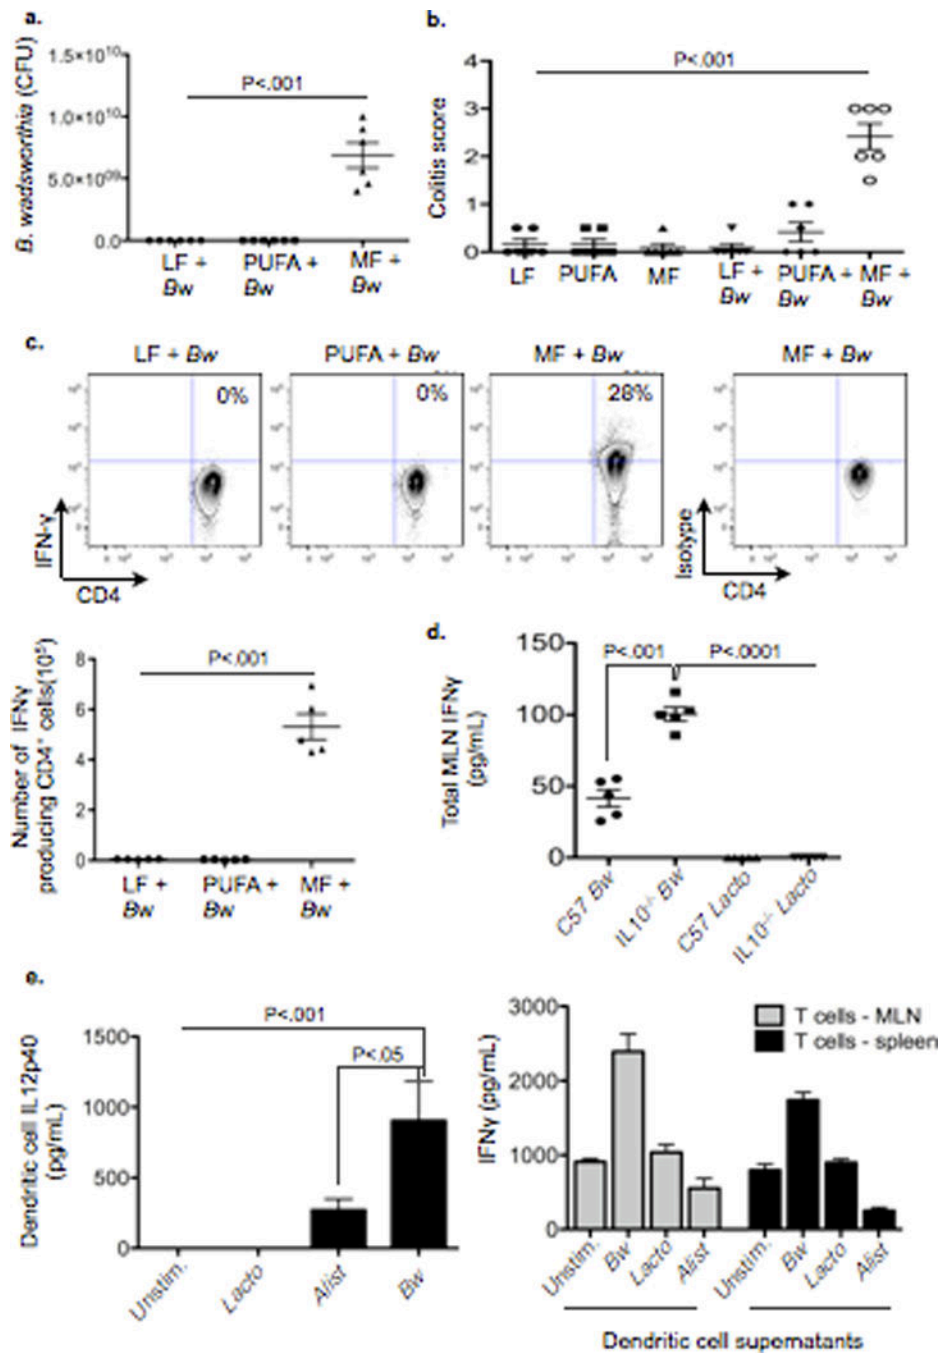 a.
B. wadsworthia (CFU)
1.5×10¹⁰
1.0×10¹⁰
5.0×10⁰⁹
0.0
P<.001
LF + Bw
PUFA + Bw
MF + Bw
b.
Colitis score
4
3
2
1
0
P<.001
LF
PUFA
MF
LF + Bw
PUFA + Bw
MF + Bw
c.
LF + Bw
PUFA + Bw
MF + Bw
MF + Bw
0%
0%
28%
IFN-γ
CD4
Isotype
CD4
Number of IFNγ
producing CD4⁺ cells(10⁵)
8
6
4
2
0
P<.001
LF + Bw
PUFA + Bw
MF + Bw
d.
Total MLN IFNγ
(pg/mL)
150
100
50
0
P<.001
P<.0001
C57 Bw
IL10⁻/⁻ Bw
C57 Lacto
IL10⁻/⁻ Lacto
e.
Dendritic cell IL12p40
(pg/mL)
1500
1000
500
0
P<.001
P<.05
Unstim.
Lacto
Alist
Bw
IFNγ (pg/mL)
3000
2000
1000
0
T cells - MLN
T cells - spleen
Unstim.
Bw
Lacto
Alist
Unstim.
Bw
Lacto
Alist
Dendritic cell supernatants